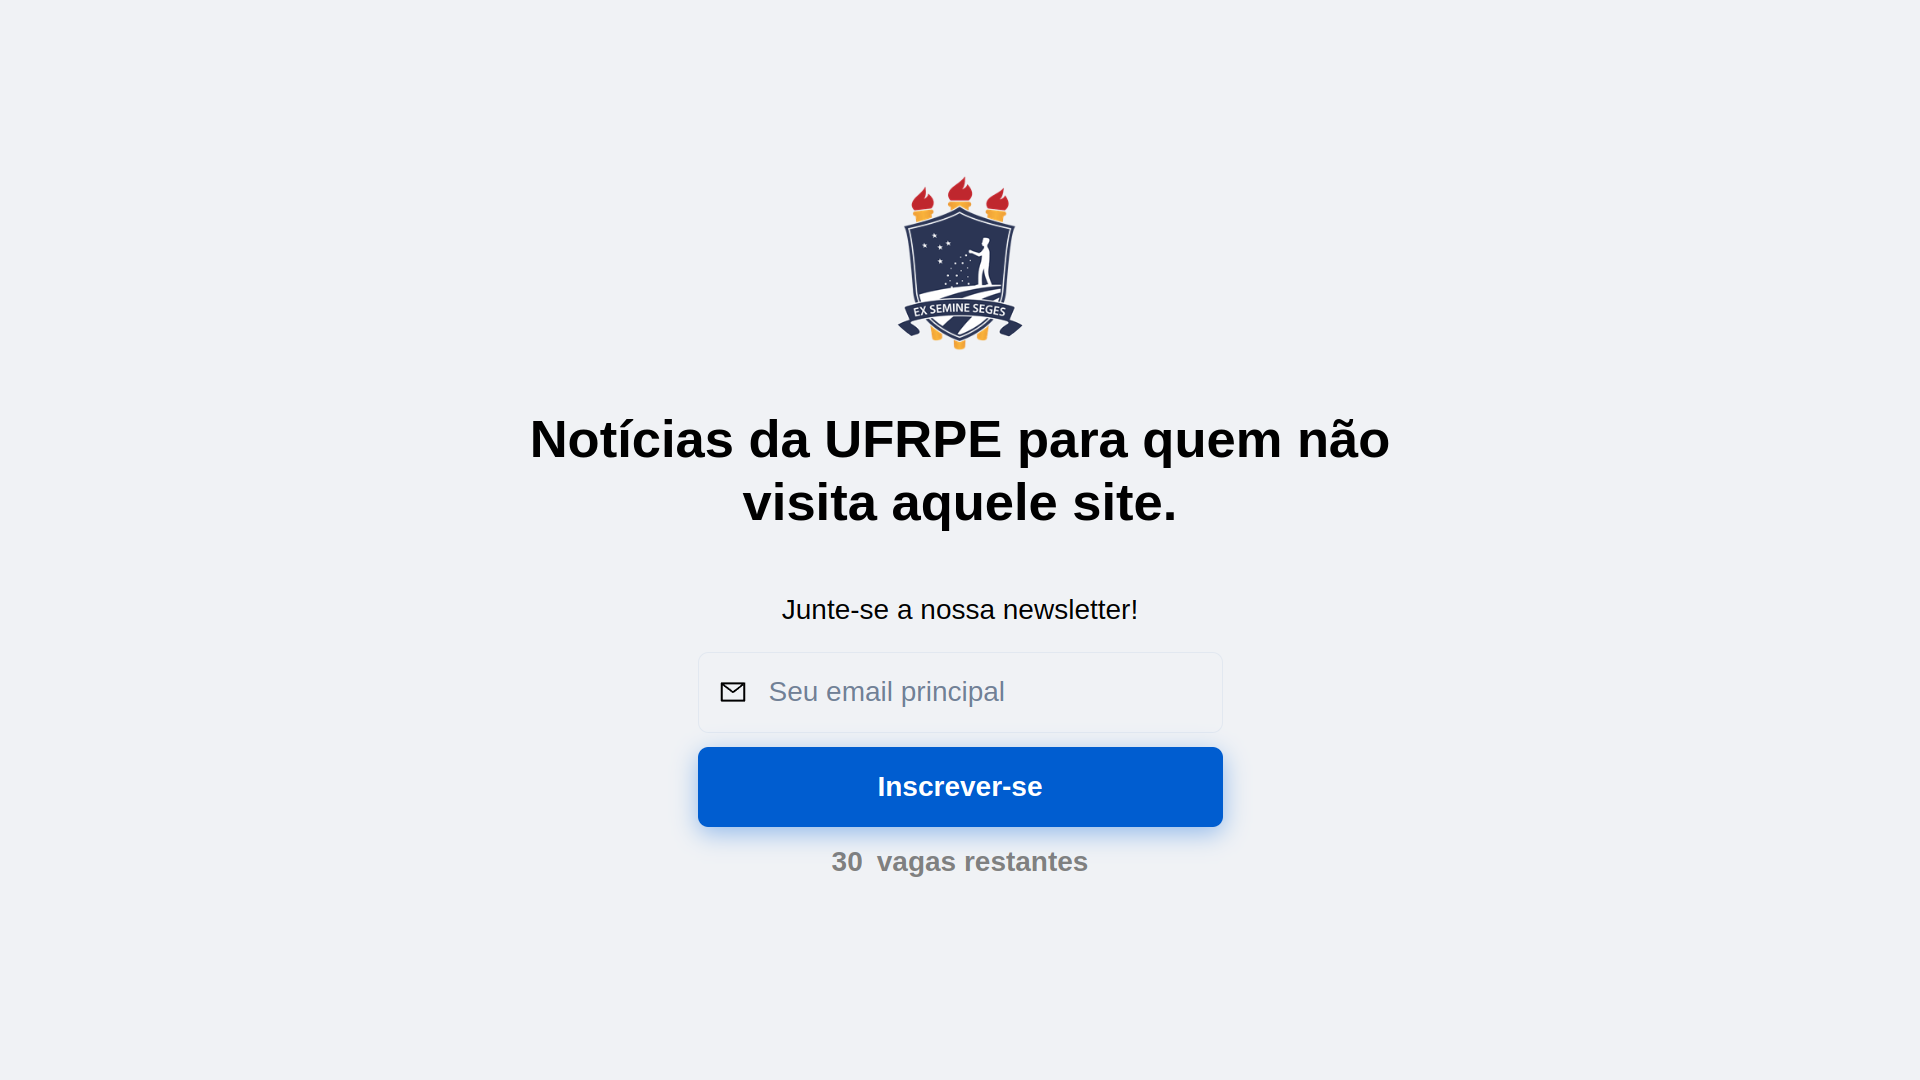 EX SEMINE SEGES
Notícias da UFRPE para quem não
visita aquele site.
Junte-se a nossa newsletter!
Seu email principal
Inscrever-se
30 vagas restantes